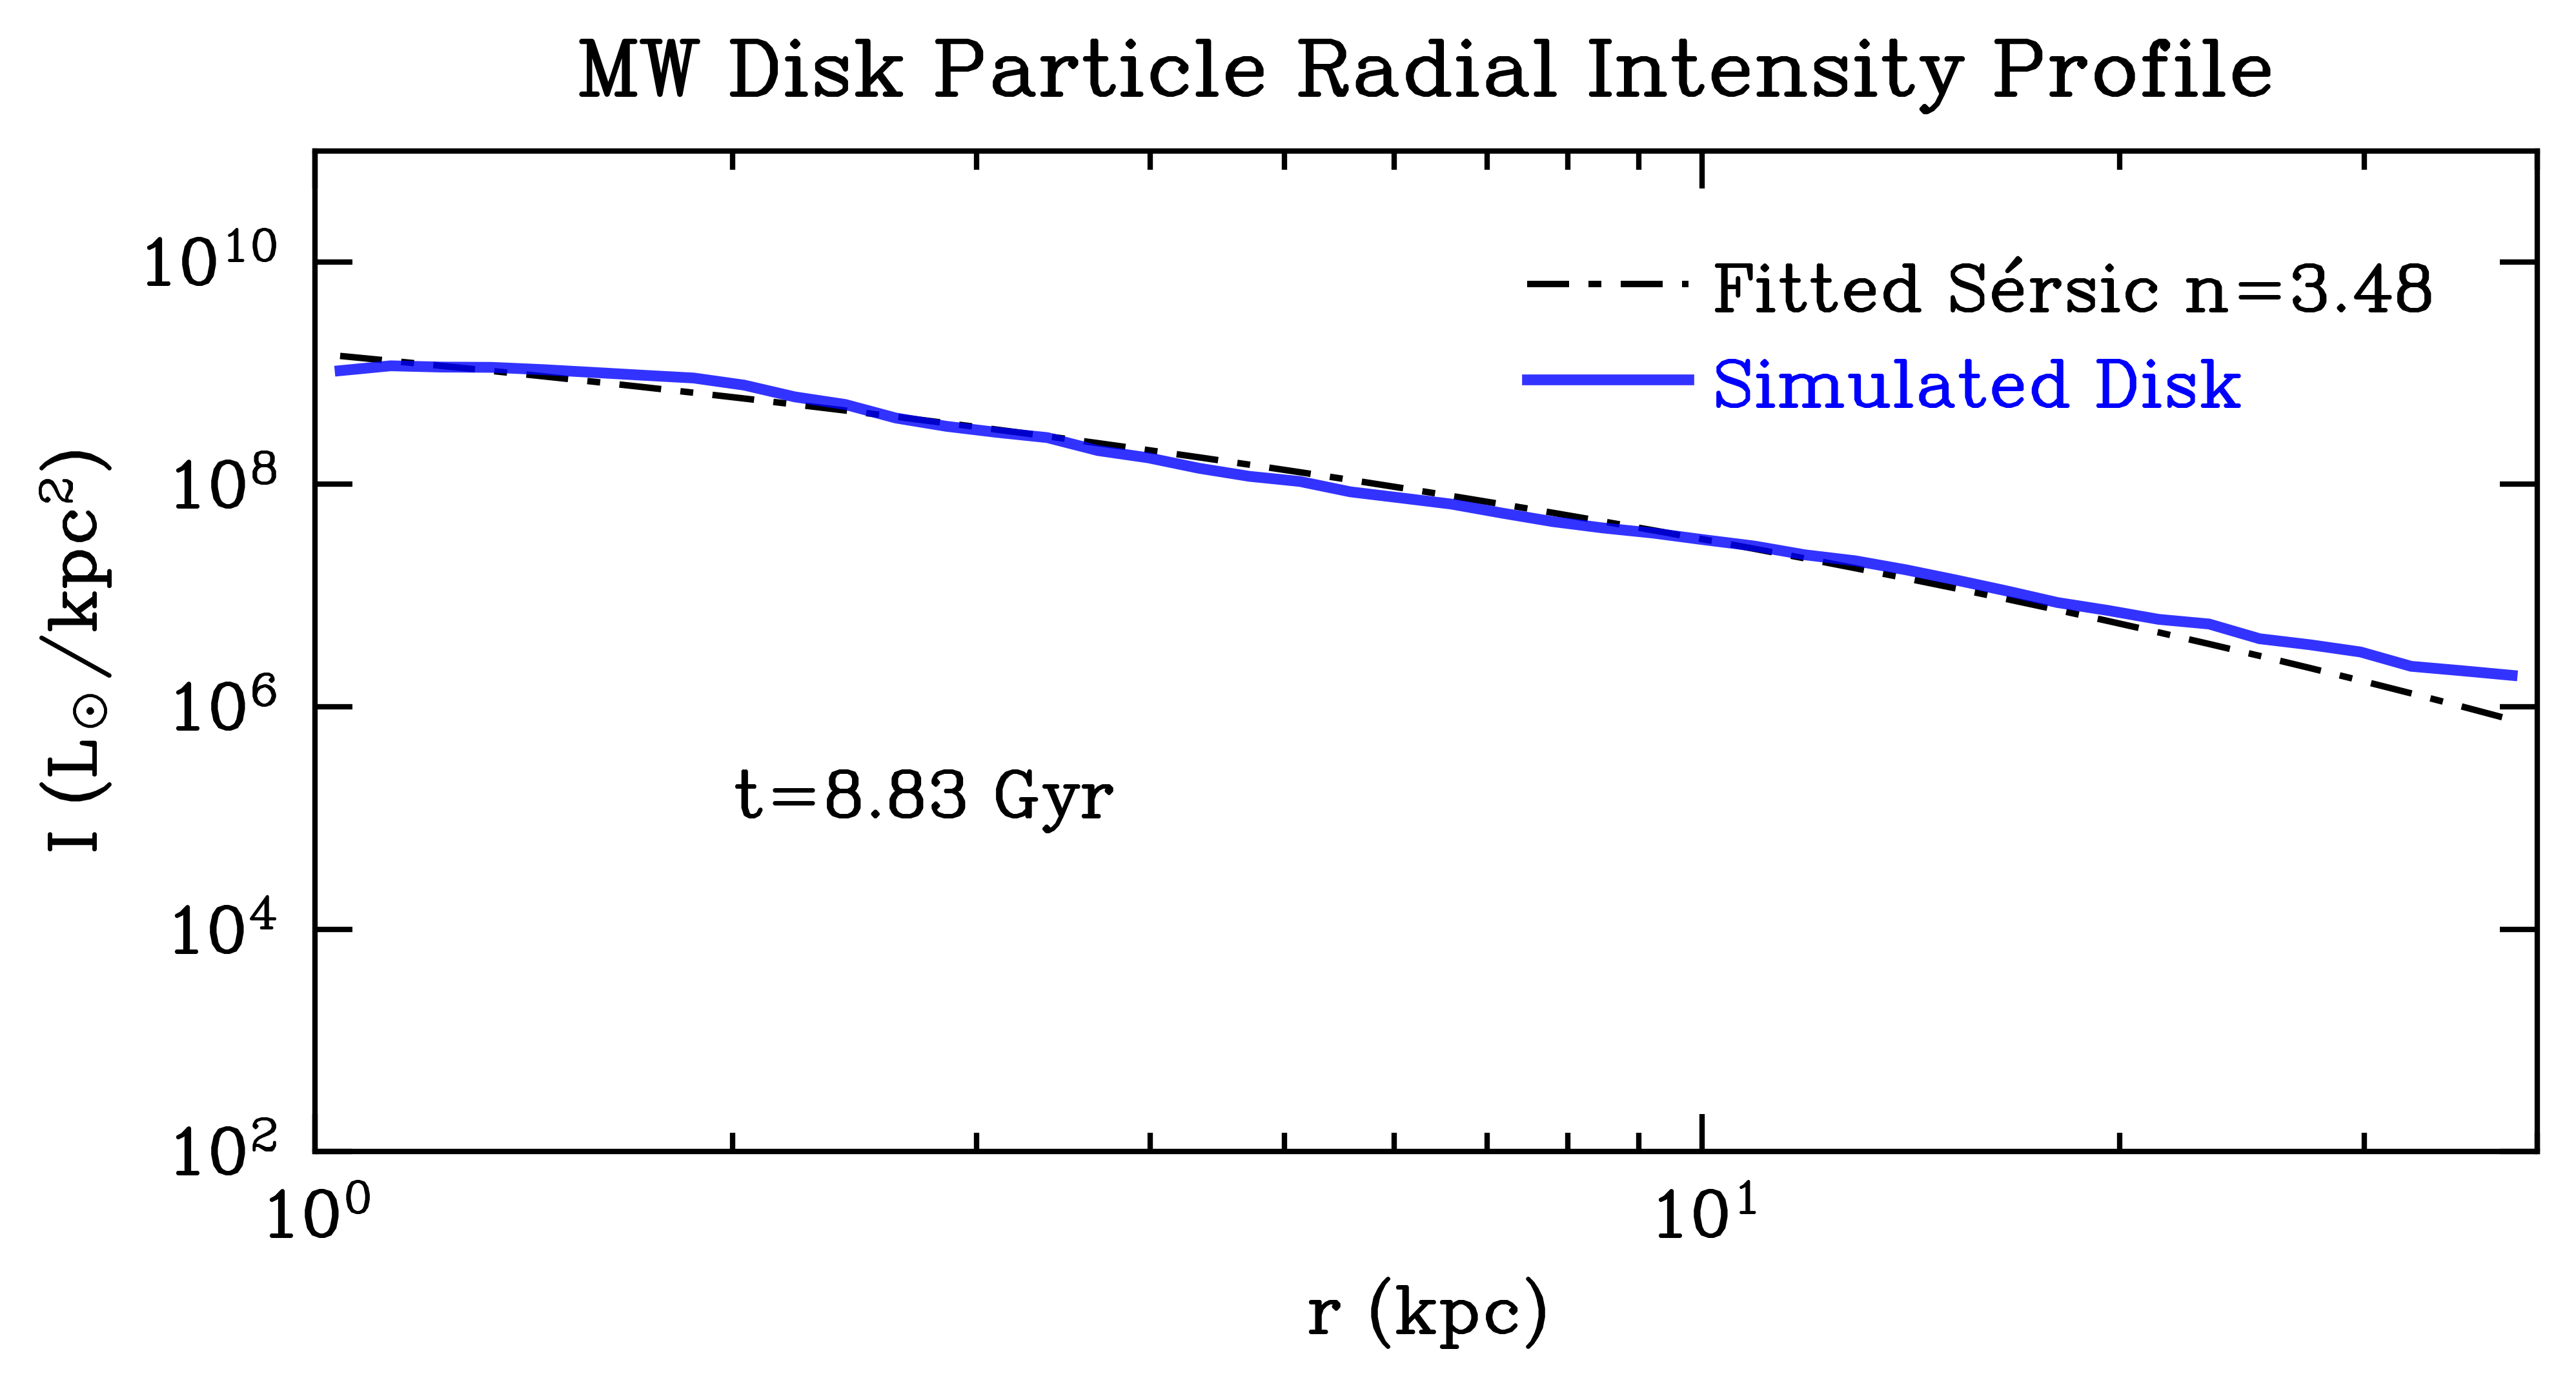 MW Disk Particle Radial Intensity Profile
I (L⊙/kpc²)
10¹⁰
10⁸
10⁶
10⁴
10²
Fitted Sérsic n=3.48
Simulated Disk
t=8.83 Gyr
10⁰ 10¹
r (kpc)